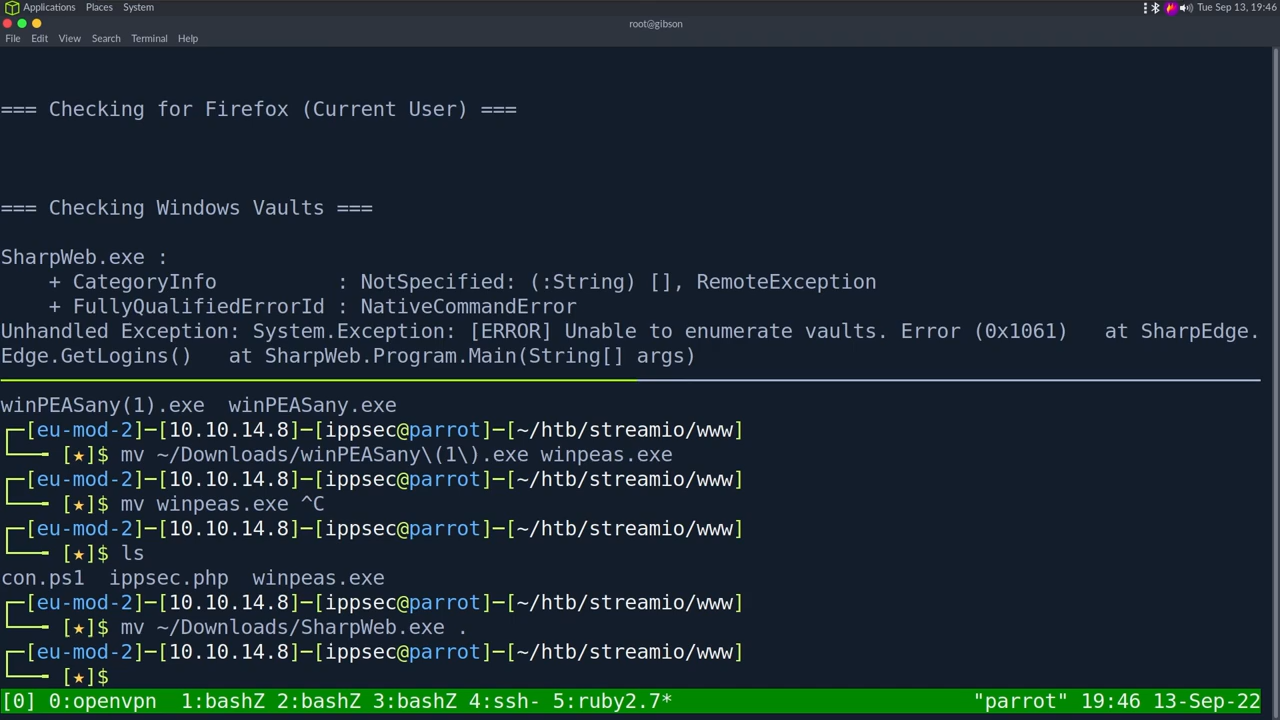 Applications Places System
Tue Sep 13, 19:46
root@gibson
File Edit View Search Terminal Help
=== Checking for Firefox (Current User) ===
=== Checking Windows Vaults ===
SharpWeb.exe :
    + CategoryInfo          : NotSpecified: (:String) [], RemoteException
    + FullyQualifiedErrorId : NativeCommandError
Unhandled Exception: System.Exception: [ERROR] Unable to enumerate vaults. Error (0x1061)   at SharpEdge.
Edge.GetLogins()   at SharpWeb.Program.Main(String[] args)
winPEASany(1).exe  winPEASany.exe
┌─[eu-mod-2]─[10.10.14.8]─[ippsec@parrot]─[~/htb/streamio/www]
└──╼ [★]$ mv ~/Downloads/winPEASany\(1\).exe winpeas.exe
┌─[eu-mod-2]─[10.10.14.8]─[ippsec@parrot]─[~/htb/streamio/www]
└──╼ [★]$ mv winpeas.exe ^C
┌─[eu-mod-2]─[10.10.14.8]─[ippsec@parrot]─[~/htb/streamio/www]
└──╼ [★]$ ls
con.ps1  ippsec.php  winpeas.exe
┌─[eu-mod-2]─[10.10.14.8]─[ippsec@parrot]─[~/htb/streamio/www]
└──╼ [★]$ mv ~/Downloads/SharpWeb.exe .
┌─[eu-mod-2]─[10.10.14.8]─[ippsec@parrot]─[~/htb/streamio/www]
└──╼ [★]$
[0] 0:openvpn  1:bashZ 2:bashZ 3:bashZ 4:ssh- 5:ruby2.7* "parrot" 19:46 13-Sep-22